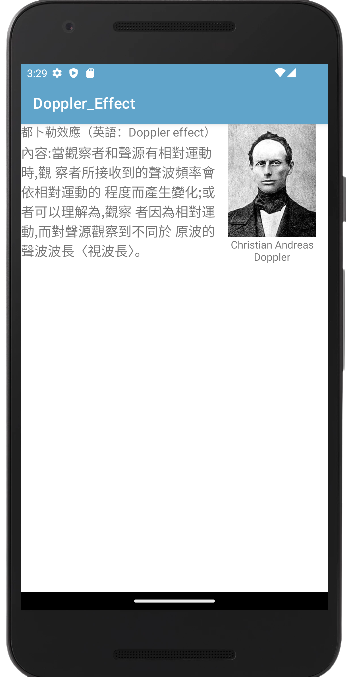 3:29
Doppler_Effect
都卜勒效應（英語：Doppler effect）
內容:當觀察者和聲源有相對運動
時,觀 察者所接收到的聲波頻率會
依相對運動的 程度而產生變化;或
者可以理解為,觀察 者因為相對運
動,而對聲源觀察到不同於 原波的
聲波波長〈視波長〉。
Christian Andreas
Doppler